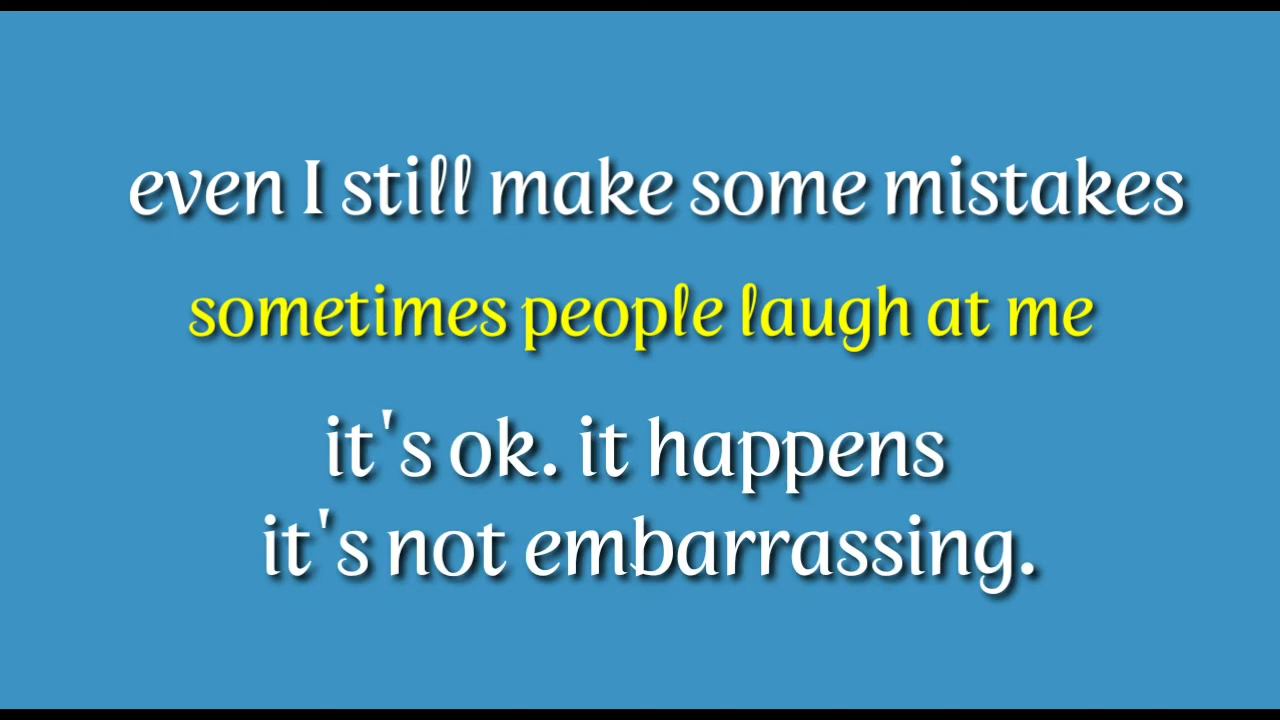 even I still make some mistakes
sometimes people laugh at me
it's ok. it happens
it's not embarrassing.